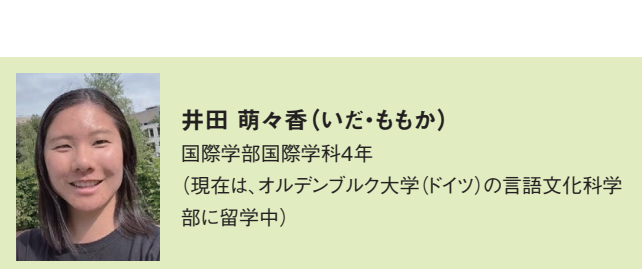 井田 萌々香(いだ・ももか)
国際学部国際学科4年
(現在は、オルデンブルク大学(ドイツ)の言語文化科学
部に留学中)